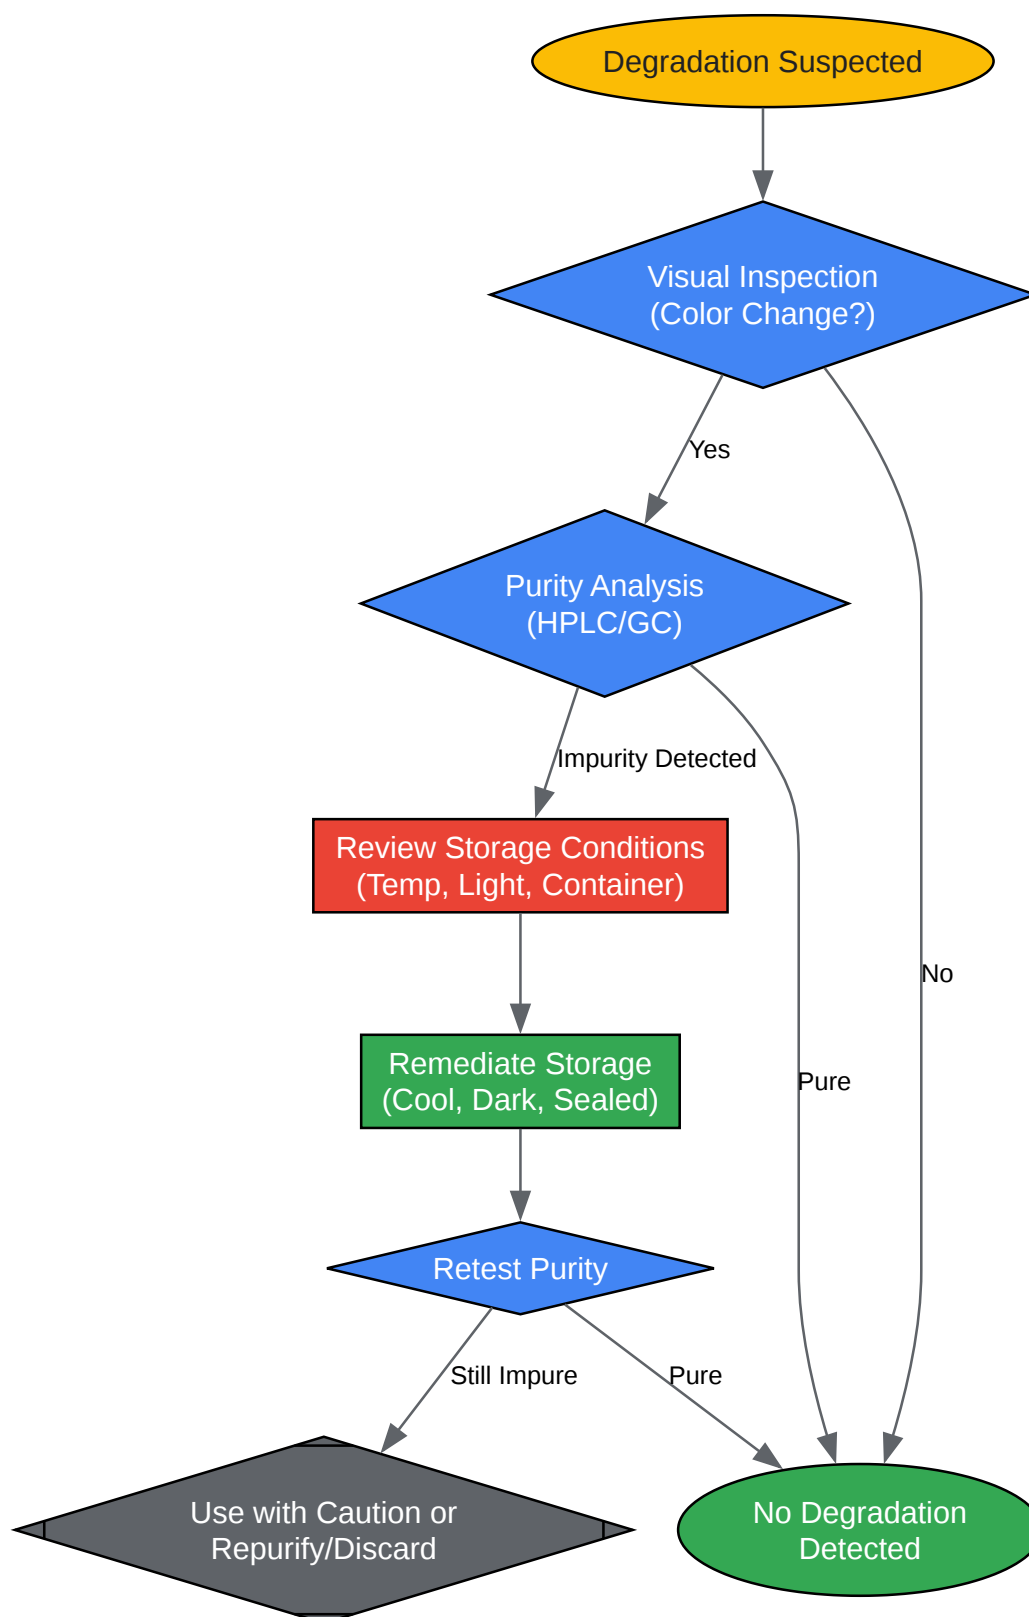 Degradation Suspected
Visual Inspection
(Color Change?)
Yes
Purity Analysis
(HPLC/GC)
Impurity Detected
Review Storage Conditions
(Temp, Light, Container)
No
Remediate Storage
(Cool, Dark, Sealed)
Pure
Retest Purity
Still Impure
Pure
Use with Caution or
Repurify/Discard
No Degradation
Detected